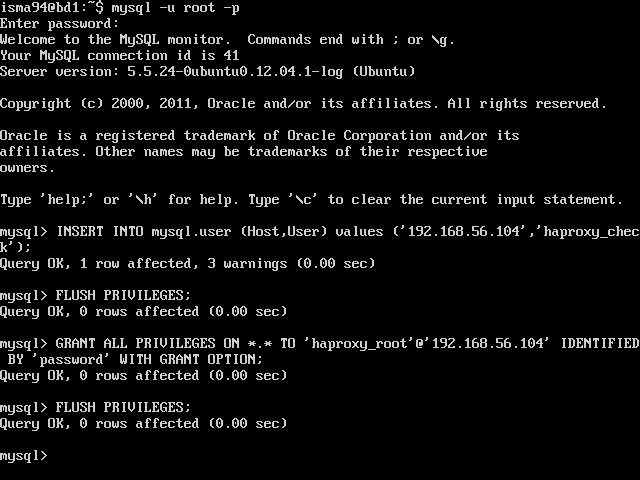 isma94@bd1:~$ mysql -u root -p
Enter password:
Welcome to the MySQL monitor.  Commands end with ; or \g.
Your MySQL connection id is 41
Server version: 5.5.24-0ubuntu0.12.04.1-log (Ubuntu)
Copyright (c) 2000, 2011, Oracle and/or its affiliates. All rights reserved.
Oracle is a registered trademark of Oracle Corporation and/or its
affiliates. Other names may be trademarks of their respective
owners.
Type 'help;' or '\h' for help. Type '\c' to clear the current input statement.
mysql> INSERT INTO mysql.user (Host,User) values ('192.168.56.104','haproxy_chec
k');
Query OK, 1 row affected, 3 warnings (0.00 sec)
mysql> FLUSH PRIVILEGES;
Query OK, 0 rows affected (0.00 sec)
mysql> GRANT ALL PRIVILEGES ON *.* TO 'haproxy_root'@'192.168.56.104' IDENTIFIED
 BY 'password' WITH GRANT OPTION;
Query OK, 0 rows affected (0.00 sec)
mysql> FLUSH PRIVILEGES;
Query OK, 0 rows affected (0.00 sec)
mysql>